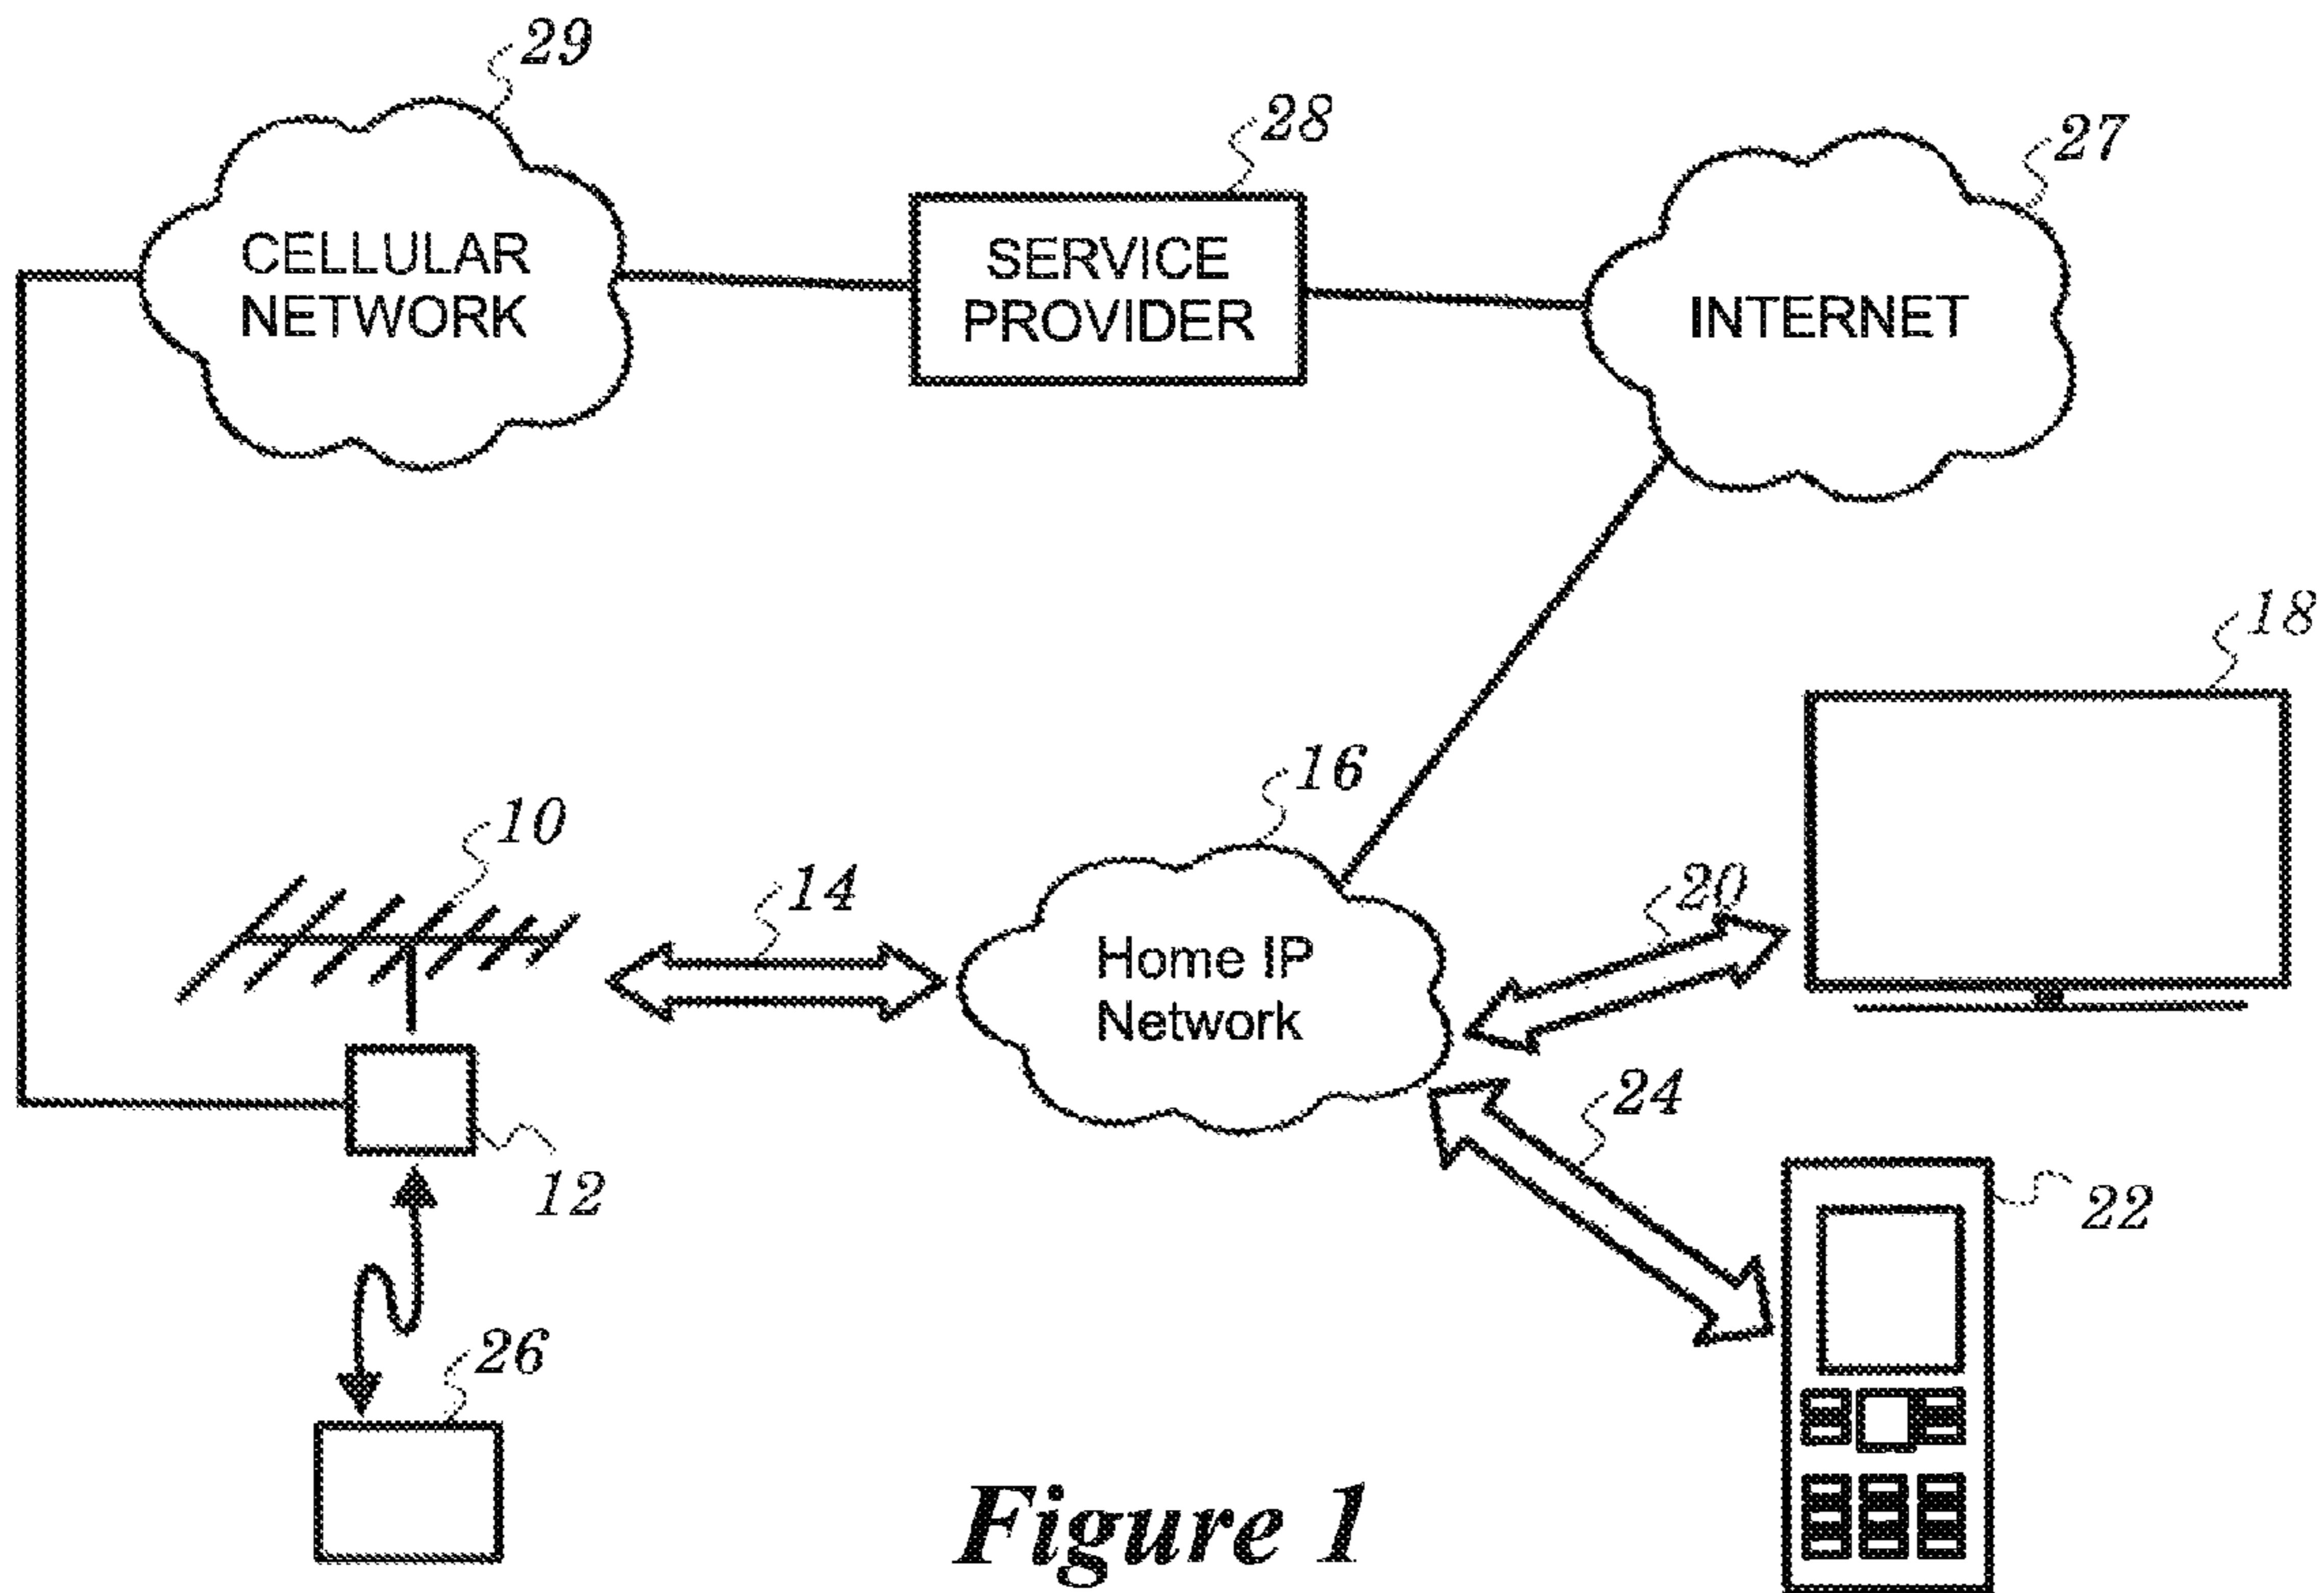 29
28
27
CELLULAR
NETWORK
SERVICE
PROVIDER
INTERNET
18
16
10
14
20
Home IP
Network
24
12
22
26
Figure 1